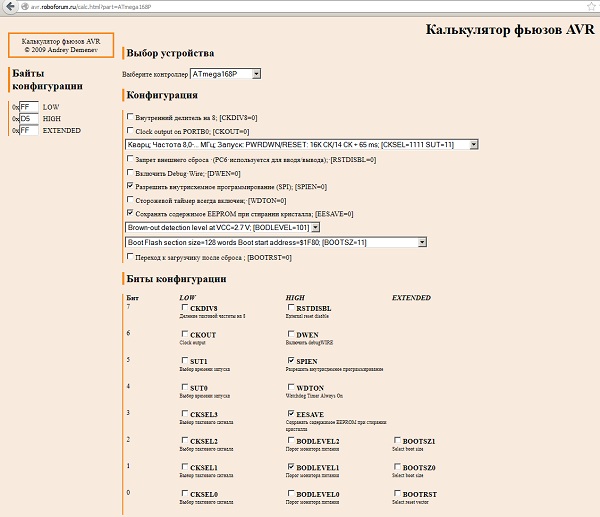 avr.roboforum.ru/calc.html?part=ATmega168P
Калькулятор фьюзов AVR
Калькулятор фьюзов AVR
© 2009 Andrey Demenev
Байты
конфигурации
0x FF LOW
0x D5 HIGH
0x FF EXTENDED
Выбор устройства
Выберите контроллер ATmega168P
Конфигурация
Внутренний делитель на 8; [CKDIV8=0]
Clock output on PORTB0; [CKOUT=0]
Кварц; Частота 8,0-.. МГц; Запуск: PWRDWN/RESET: 16K CK/14 CK + 65 ms; [CKSEL=1111 SUT=11]
Запрет внешнего сброса (PC6 используется для ввода/вывода); [RSTDISBL=0]
Включить Debug Wire; [DWEN=0]
Разрешить внутрисхемное программирование (SPI); [SPIEN=0]
Сторожевой таймер всегда включен; [WDTON=0]
Сохранять содержимое EEPROM при стирании кристалла; [EESAVE=0]
Brown-out detection level at VCC=2.7 V; [BODLEVEL=101]
Boot Flash section size=128 words Boot start address=$1F80; [BOOTSZ=11]
Переход к загрузчику после сброса ; [BOOTRST=0]
Биты конфигурации
Бит LOW HIGH EXTENDED
7 CKDIV8 RSTDISBL
Деление тактовой частоты на 8 External reset disable
6 CKOUT DWEN
Clock output Включить debugWIRE
5 SUT1 SPIEN
Выбор времени запуска Разрешить внутрисхемное программирование
4 SUT0 WDTON
Выбор времени запуска Watchdog Timer Always On
3 CKSEL3 EESAVE
Выбор тактового сигнала Сохранять содержимое EEPROM при стирании
кристалла
2 CKSEL2 BODLEVEL2 BOOTSZ1
Выбор тактового сигнала Порог монитора питания Select boot size
1 CKSEL1 BODLEVEL1 BOOTSZ0
Выбор тактового сигнала Порог монитора питания Select boot size
0 CKSEL0 BODLEVEL0 BOOTRST
Выбор тактового сигнала Порог монитора питания Select reset vector